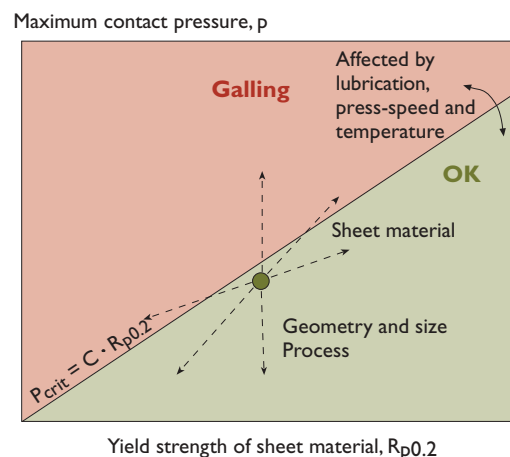 Maximum contact pressure, p
Affected by
lubrication,
press-speed and
temperature
Galling
OK
Sheet material
Geometry and size
Process
Pcrit = C · Rp0.2
Yield strength of sheet material, Rp0.2